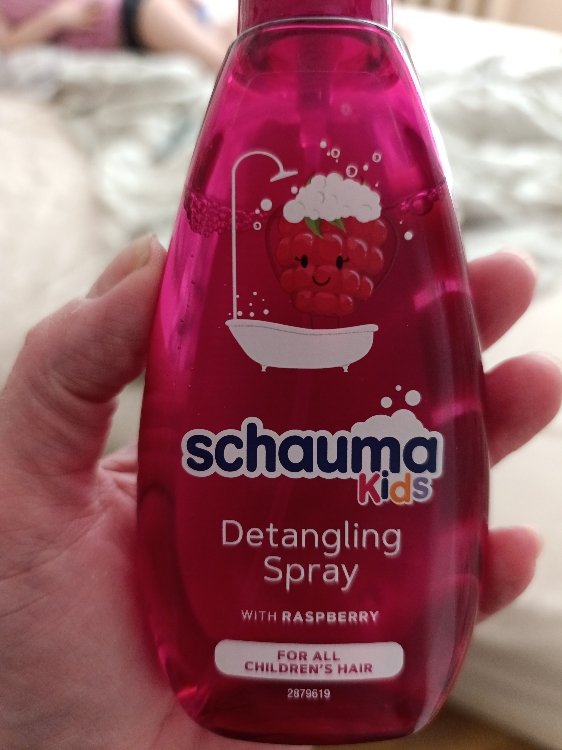 schauma
Kids
Detangling
Spray
WITH RASPBERRY
FOR ALL
CHILDREN'S HAIR
2879619